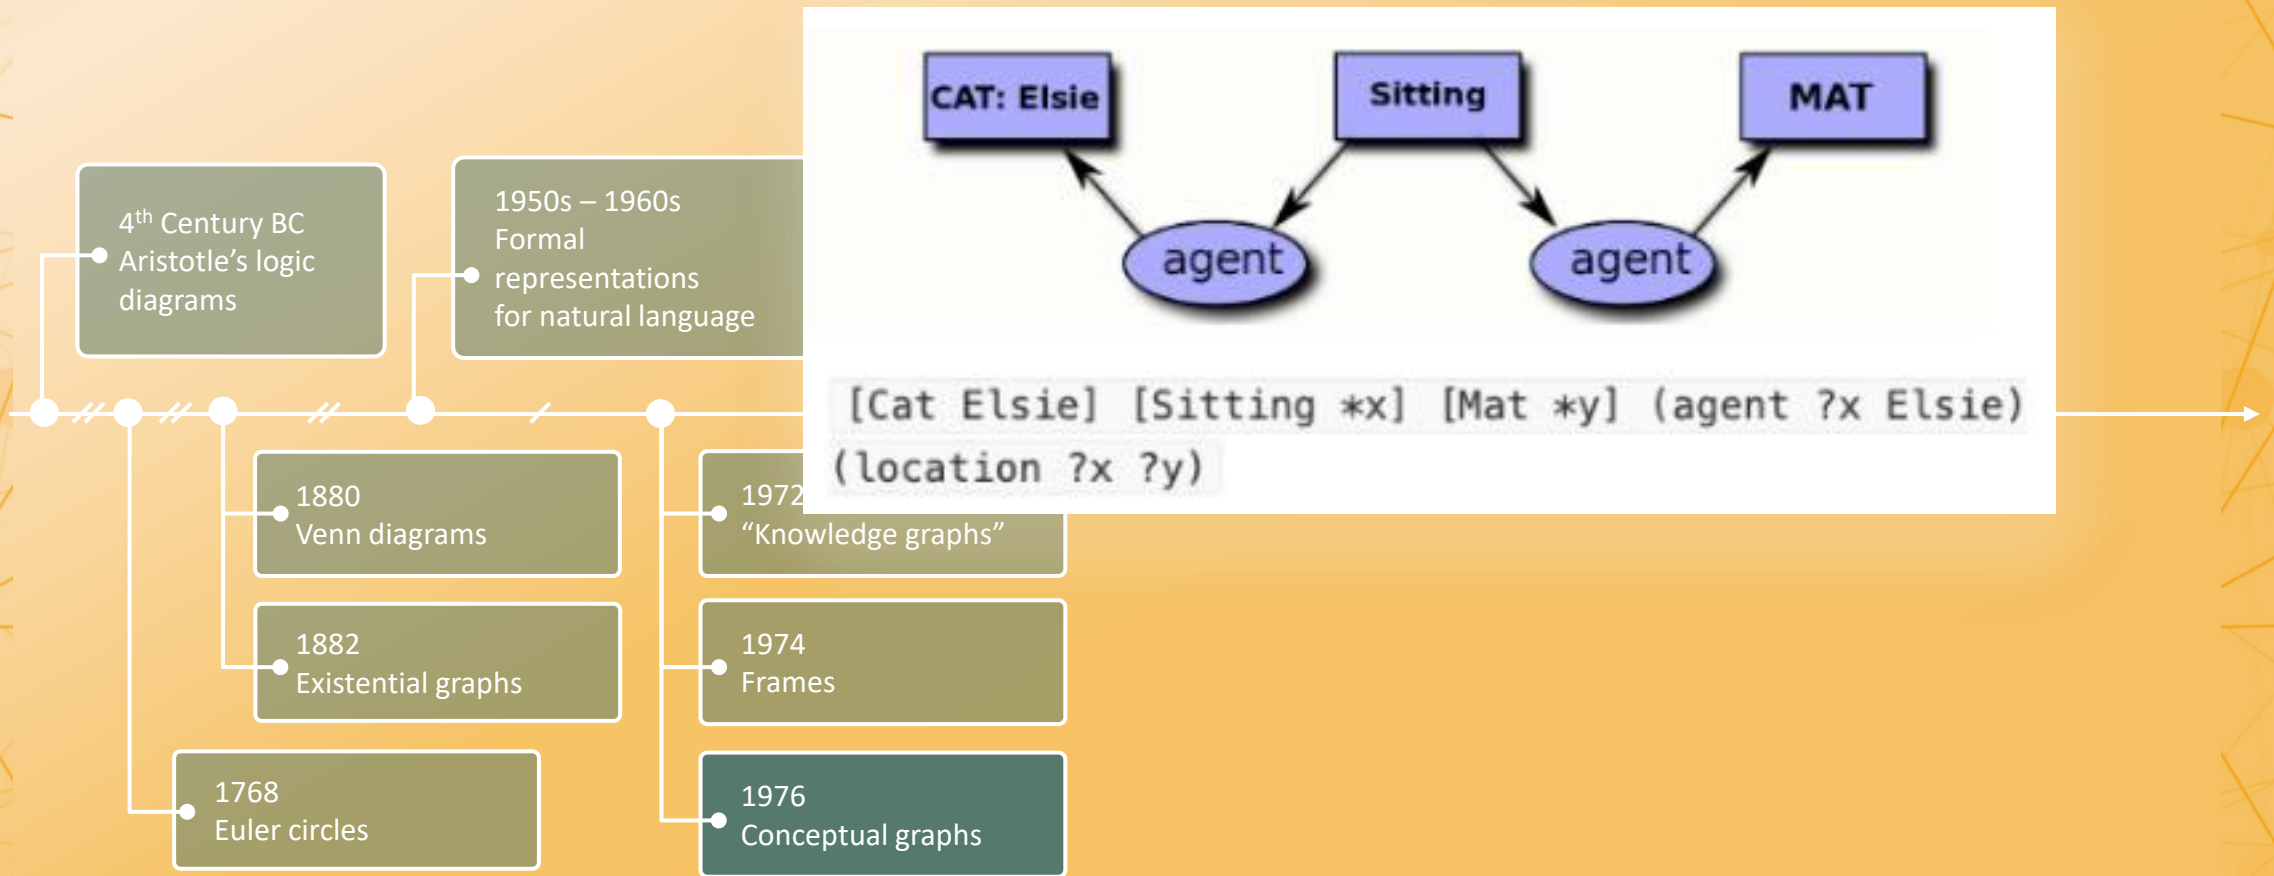 CAT: Elsie
Sitting
MAT
agent
agent
[Cat Elsie] [Sitting *x] [Mat *y] (agent ?x Elsie)
(location ?x ?y)
4th Century BC
Aristotle’s logic
diagrams
1950s – 1960s
Formal
representations
for natural language
1880
Venn diagrams
1882
Existential graphs
1768
Euler circles
1972
“Knowledge graphs”
1974
Frames
1976
Conceptual graphs